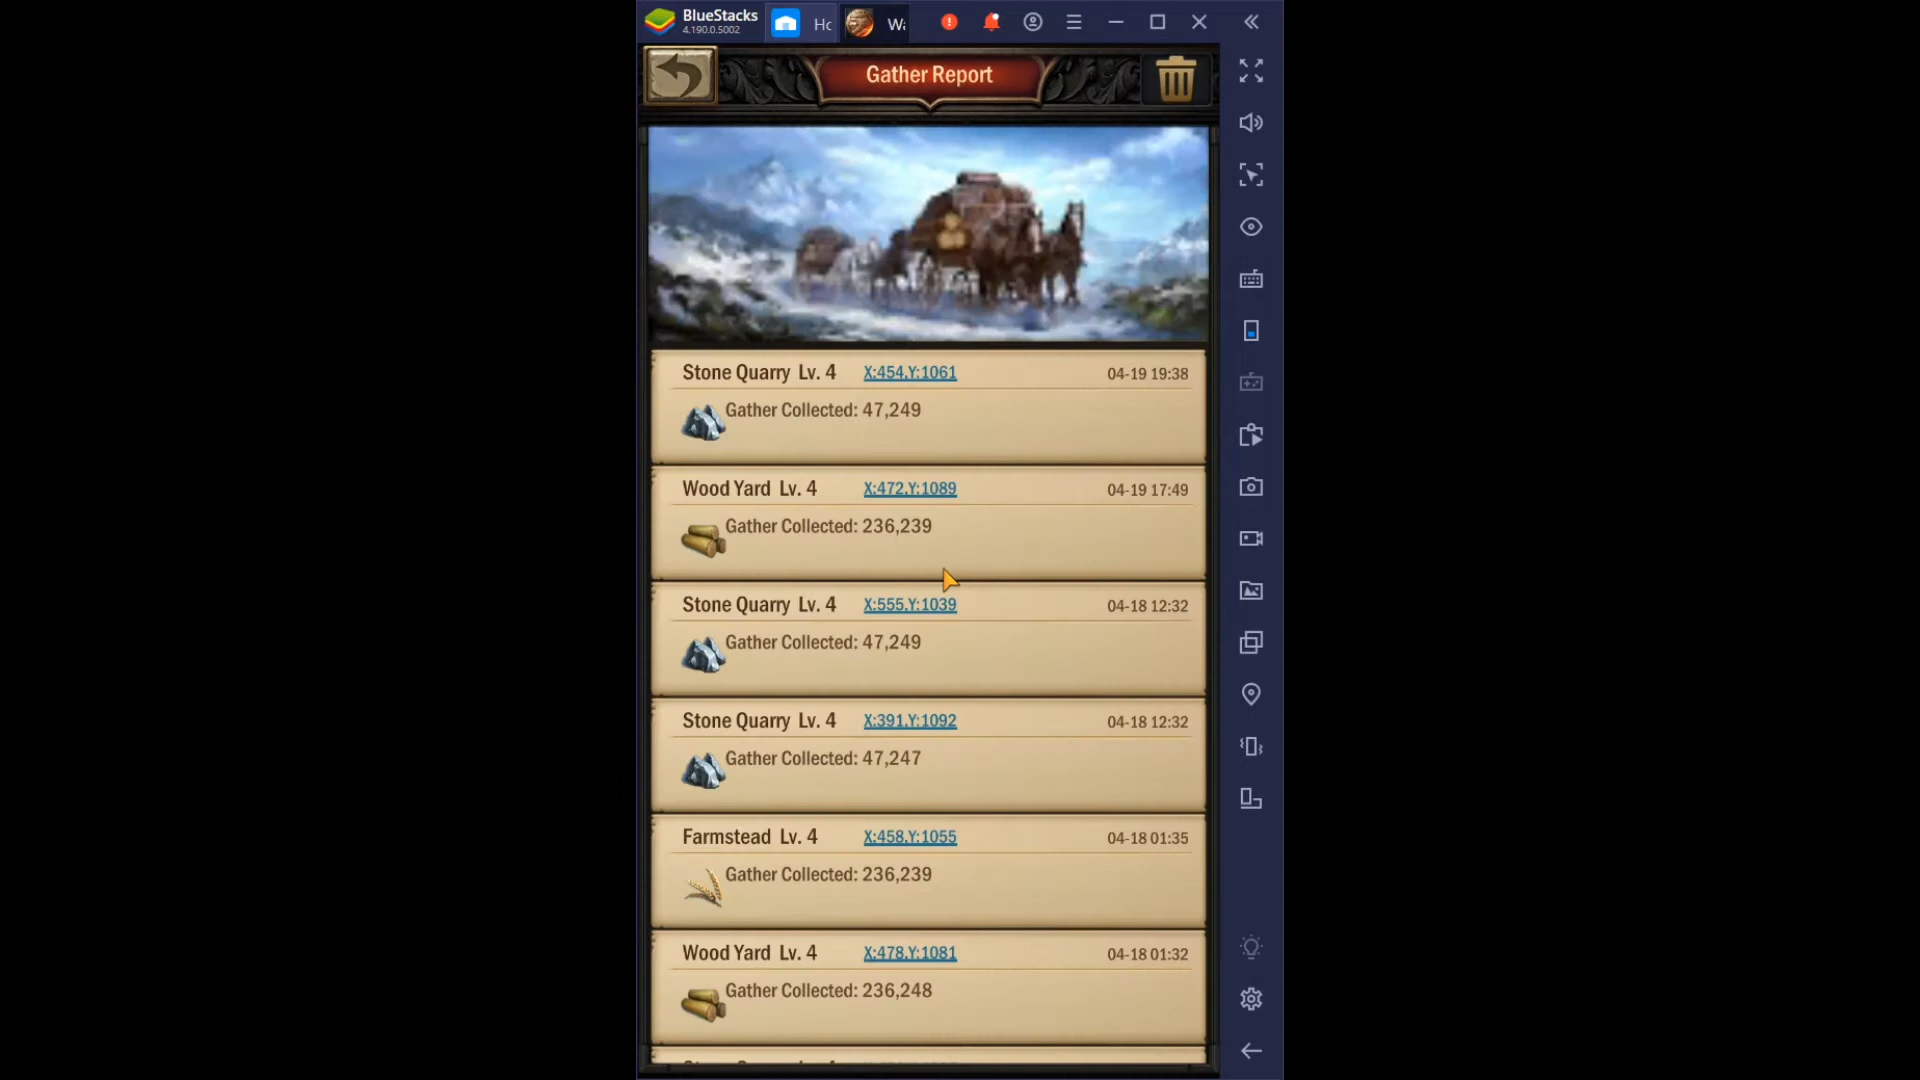 BlueStacks
4.190.0.5002
Hc
Wa
Gather Report
Stone Quarry Lv. 4 X:454,Y:1061 04-19 19:38
Gather Collected: 47,249
Wood Yard Lv. 4 X:472,Y:1089 04-19 17:49
Gather Collected: 236,239
Stone Quarry Lv. 4 X:555,Y:1039 04-18 12:32
Gather Collected: 47,249
Stone Quarry Lv. 4 X:391,Y:1092 04-18 12:32
Gather Collected: 47,247
Farmstead Lv. 4 X:458,Y:1055 04-18 01:35
Gather Collected: 236,239
Wood Yard Lv. 4 X:478,Y:1081 04-18 01:32
Gather Collected: 236,248